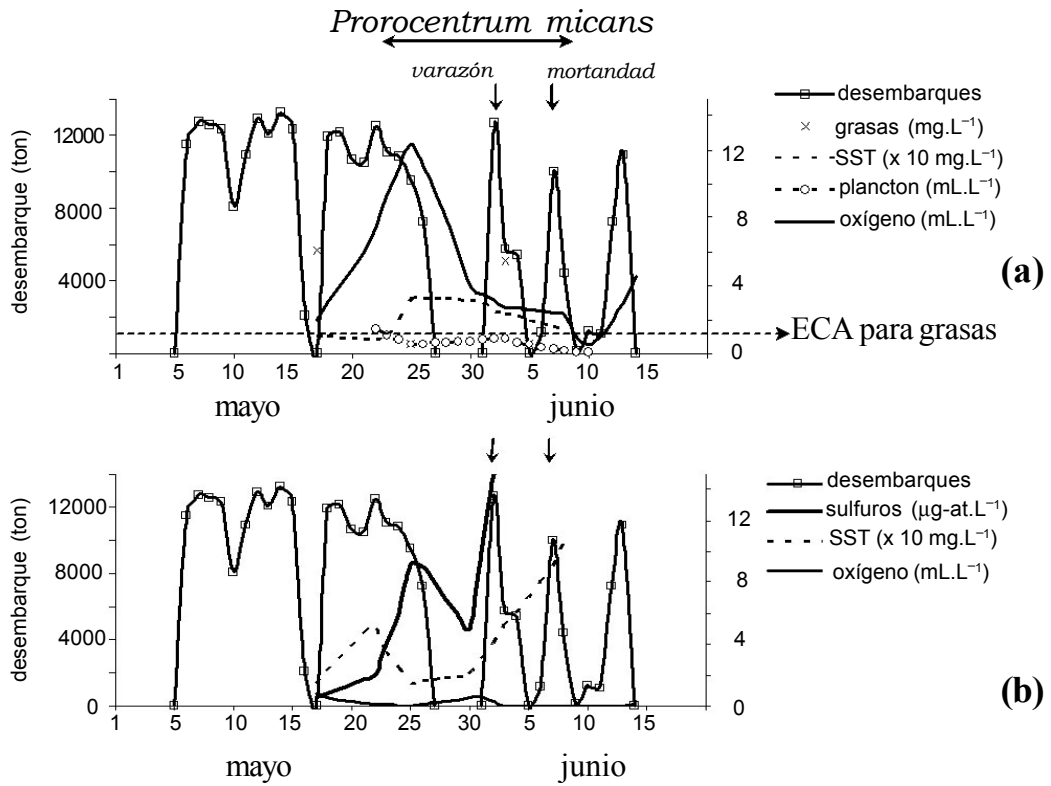 Prorocentrum micans
varazón
mortandad
desembarque (ton)
12000
8000
4000
0
12
8
4
2
0
1 5 10 15 20 25 30 5 10 15
mayo
junio
desembarques
grasas (mg.L⁻¹)
SST (x 10 mg.L⁻¹)
plancton (mL.L⁻¹)
oxígeno (mL.L⁻¹)
(a)
ECA para grasas
desembarque (ton)
12000
8000
4000
0
12
8
4
2
0
1 5 10 15 20 25 30 5 10 15
mayo
junio
desembarques
sulfuros (µg-at.L⁻¹)
SST (x 10 mg.L⁻¹)
oxígeno (mL.L⁻¹)
(b)